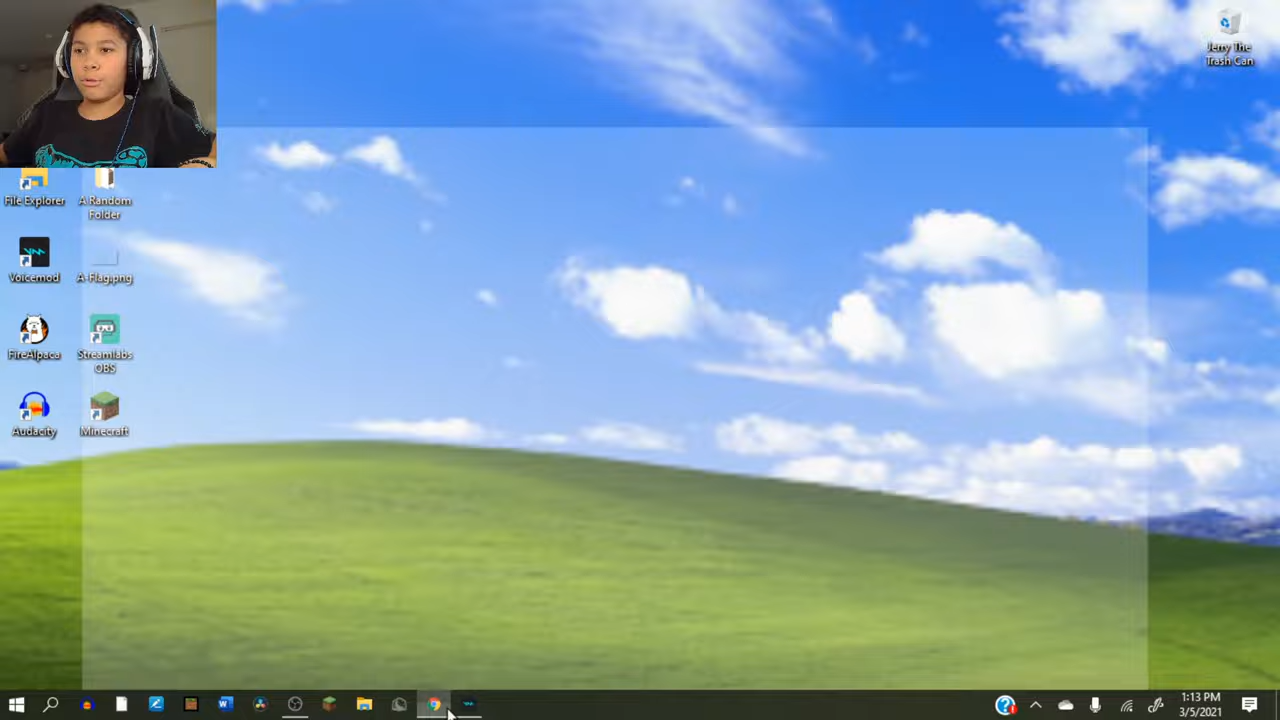 Jerry The
Trash Can
File Explorer
A Random
Folder
Voicemod
A-Flag.png
FireAlpaca
Streamlabs
OBS
Audacity
Minecraft
1:13 PM
3/5/2021